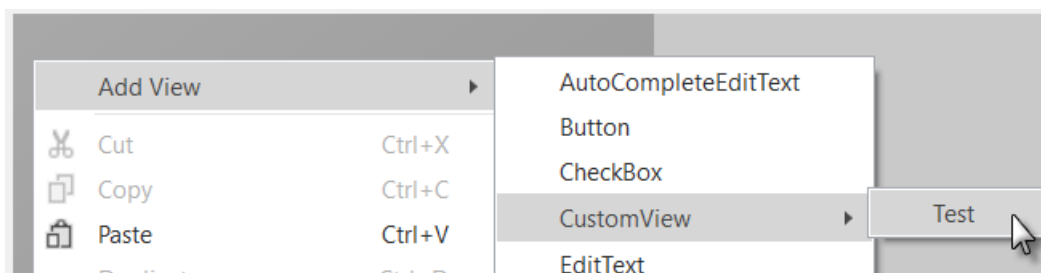 Add View
Cut Ctrl+X
Copy Ctrl+C
Paste Ctrl+V
AutoCompleteEditText
Button
CheckBox
CustomView
EditText
Test